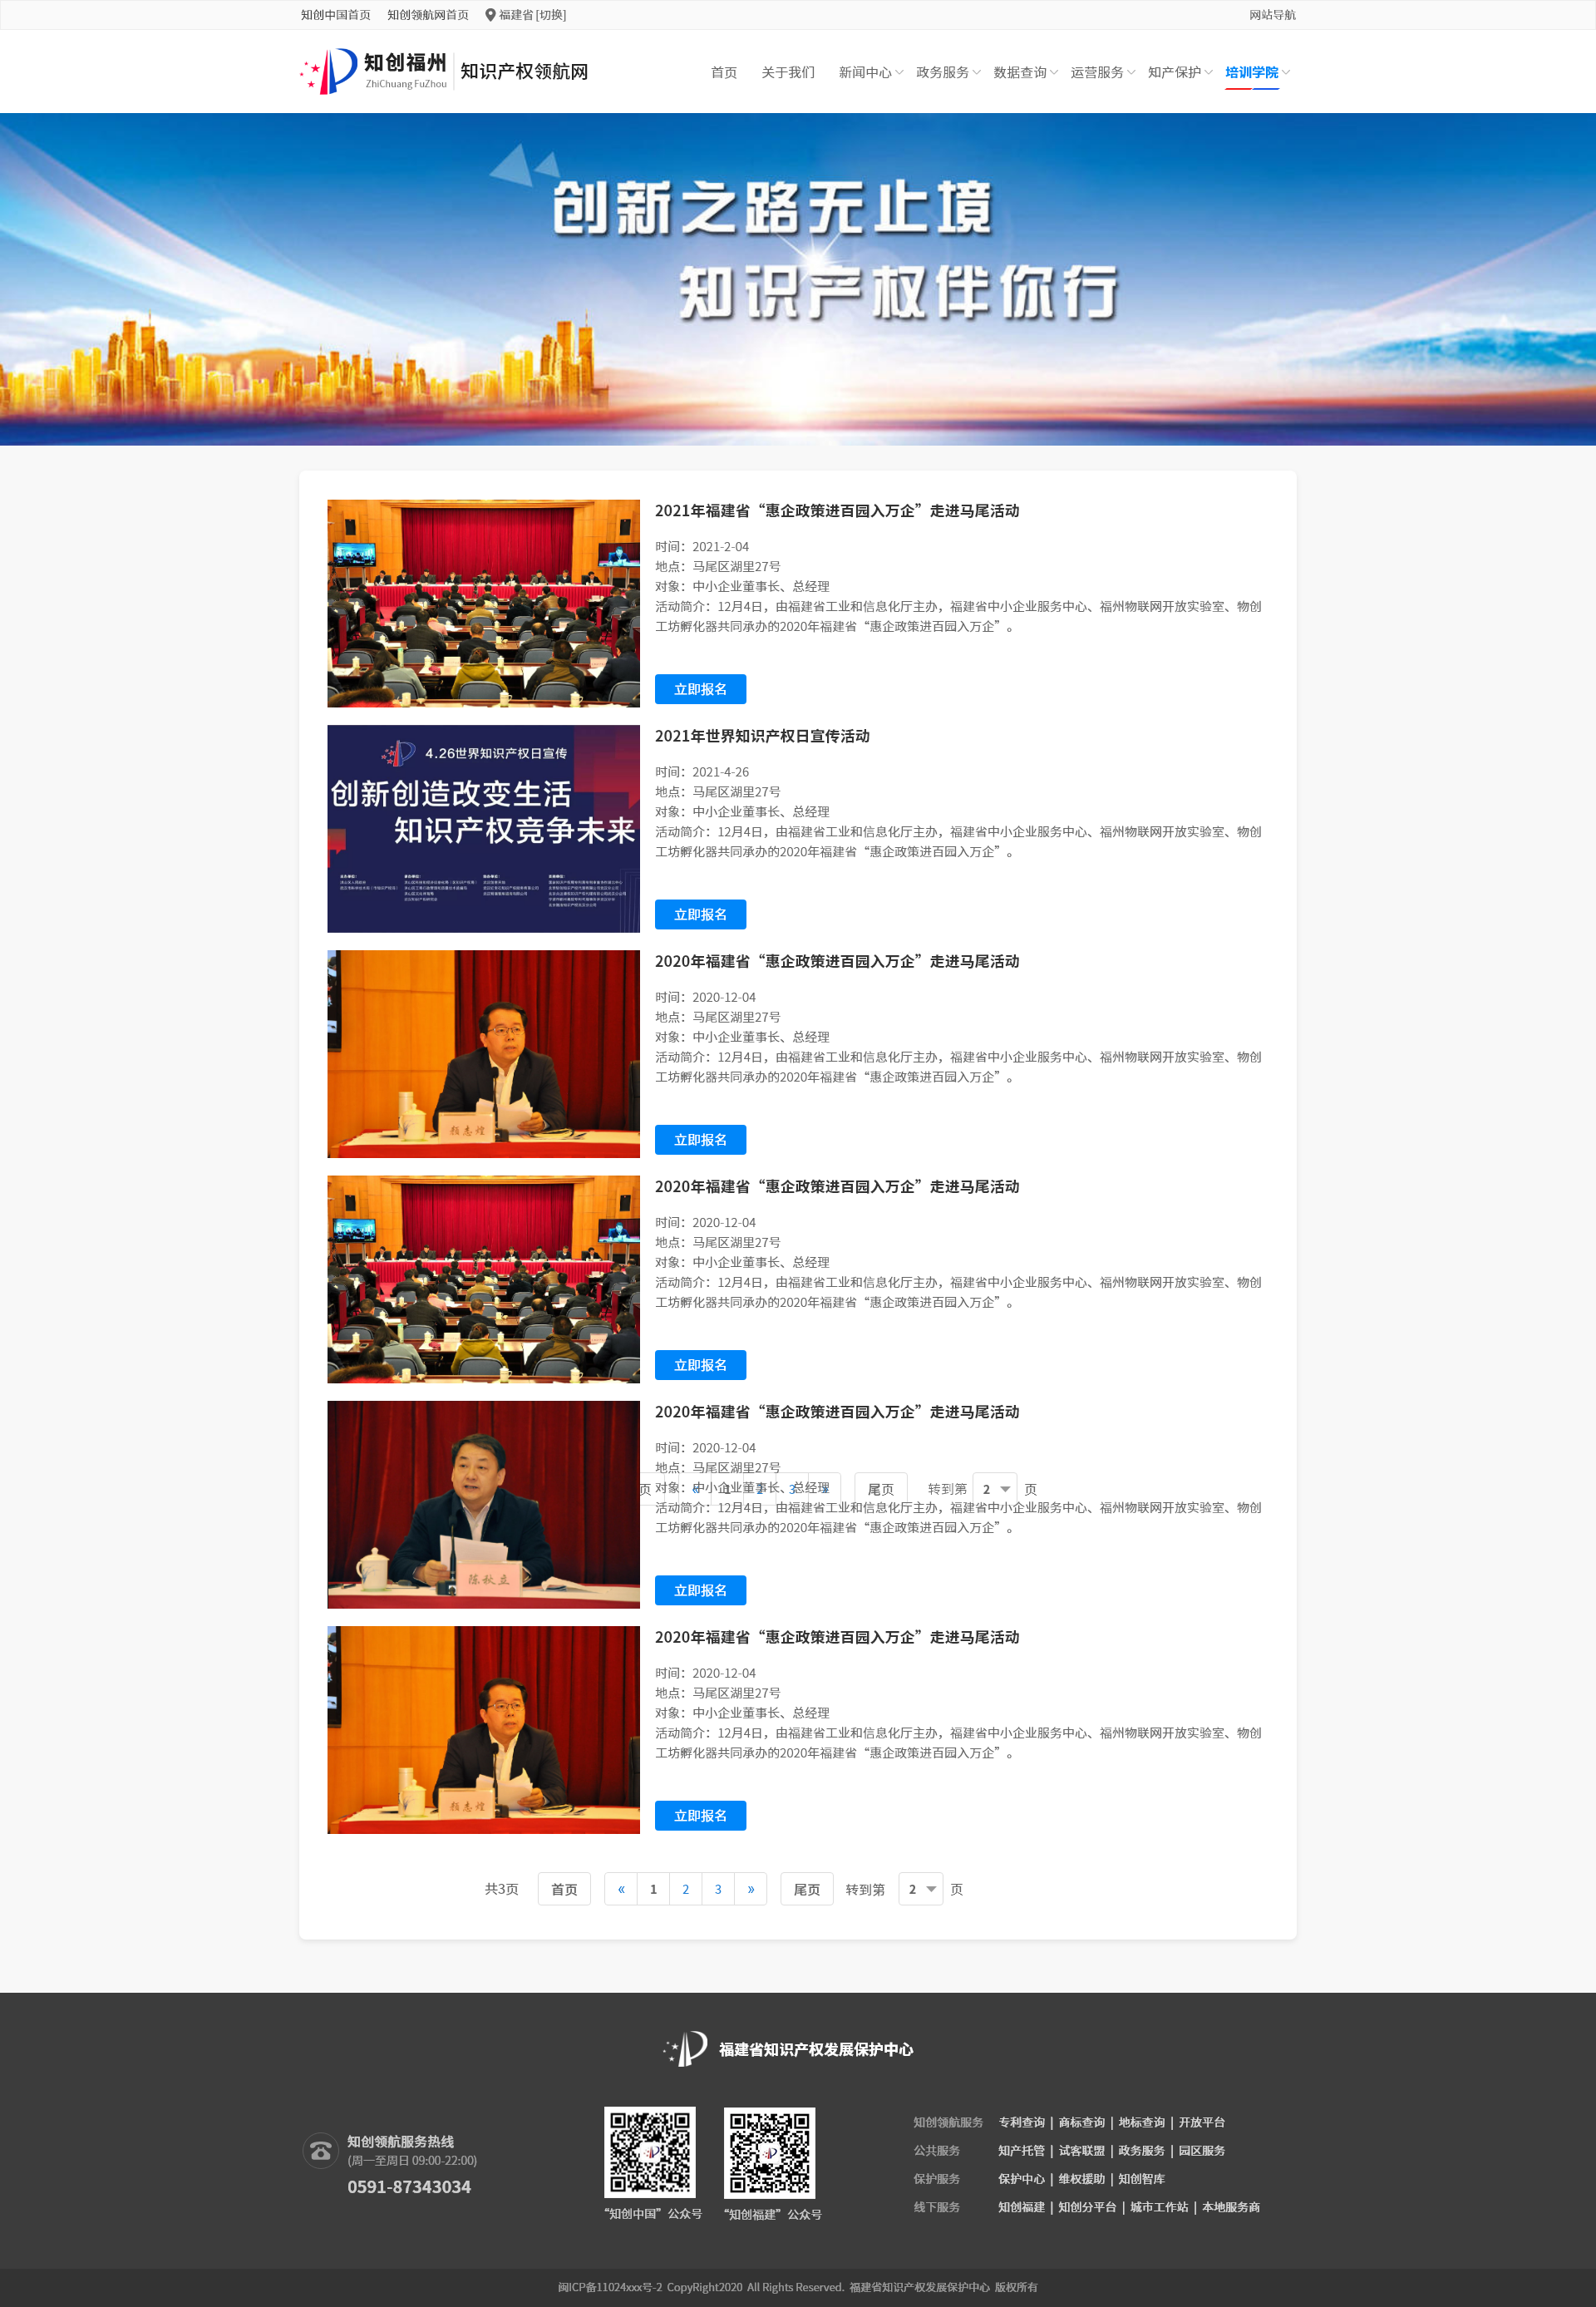 知创中国首页 知创领航网首页 福建省 [切换] 网站导航
知创福州
ZhiChuang FuZhou
知识产权领航网
首页 关于我们 新闻中心 政务服务 数据查询 运营服务 知产保护 培训学院
创新之路无止境
知识产权伴你行
2021年福建省“惠企政策进百园入万企”走进马尾活动
时间：2021-2-04
地点：马尾区湖里27号
对象：中小企业董事长、总经理
活动简介：12月4日，由福建省工业和信息化厅主办，福建省中小企业服务中心、福州物联网开放实验室、物创
工坊孵化器共同承办的2020年福建省“惠企政策进百园入万企”。
立即报名
4.26世界知识产权日宣传
创新创造改变生活
知识产权竞争未来
2021年世界知识产权日宣传活动
时间：2021-4-26
地点：马尾区湖里27号
对象：中小企业董事长、总经理
活动简介：12月4日，由福建省工业和信息化厅主办，福建省中小企业服务中心、福州物联网开放实验室、物创
工坊孵化器共同承办的2020年福建省“惠企政策进百园入万企”。
立即报名
2020年福建省“惠企政策进百园入万企”走进马尾活动
时间：2020-12-04
地点：马尾区湖里27号
对象：中小企业董事长、总经理
活动简介：12月4日，由福建省工业和信息化厅主办，福建省中小企业服务中心、福州物联网开放实验室、物创
工坊孵化器共同承办的2020年福建省“惠企政策进百园入万企”。
立即报名
2020年福建省“惠企政策进百园入万企”走进马尾活动
时间：2020-12-04
地点：马尾区湖里27号
对象：中小企业董事长、总经理
活动简介：12月4日，由福建省工业和信息化厅主办，福建省中小企业服务中心、福州物联网开放实验室、物创
工坊孵化器共同承办的2020年福建省“惠企政策进百园入万企”。
立即报名
陈秋立
2020年福建省“惠企政策进百园入万企”走进马尾活动
时间：2020-12-04
地点：马尾区湖里27号
对象：中小企业董事长、总经理
页 « 1 2 3 » 尾页 转到第 2 页
活动简介：12月4日，由福建省工业和信息化厅主办，福建省中小企业服务中心、福州物联网开放实验室、物创
工坊孵化器共同承办的2020年福建省“惠企政策进百园入万企”。
立即报名
2020年福建省“惠企政策进百园入万企”走进马尾活动
时间：2020-12-04
地点：马尾区湖里27号
对象：中小企业董事长、总经理
活动简介：12月4日，由福建省工业和信息化厅主办，福建省中小企业服务中心、福州物联网开放实验室、物创
工坊孵化器共同承办的2020年福建省“惠企政策进百园入万企”。
立即报名
共3页 首页 « 1 2 3 » 尾页 转到第 2 页
福建省知识产权发展保护中心
知创领航服务热线
(周一至周日 09:00-22:00)
0591-87343034
“知创中国”公众号
“知创福建”公众号
知创领航服务 专利查询 | 商标查询 | 地标查询 | 开放平台
公共服务 知产托管 | 试客联盟 | 政务服务 | 园区服务
保护服务 保护中心 | 维权援助 | 知创智库
线下服务 知创福建 | 知创分平台 | 城市工作站 | 本地服务商
闽ICP备11024xxx号-2 CopyRight2020 All Rights Reserved. 福建省知识产权发展保护中心 版权所有